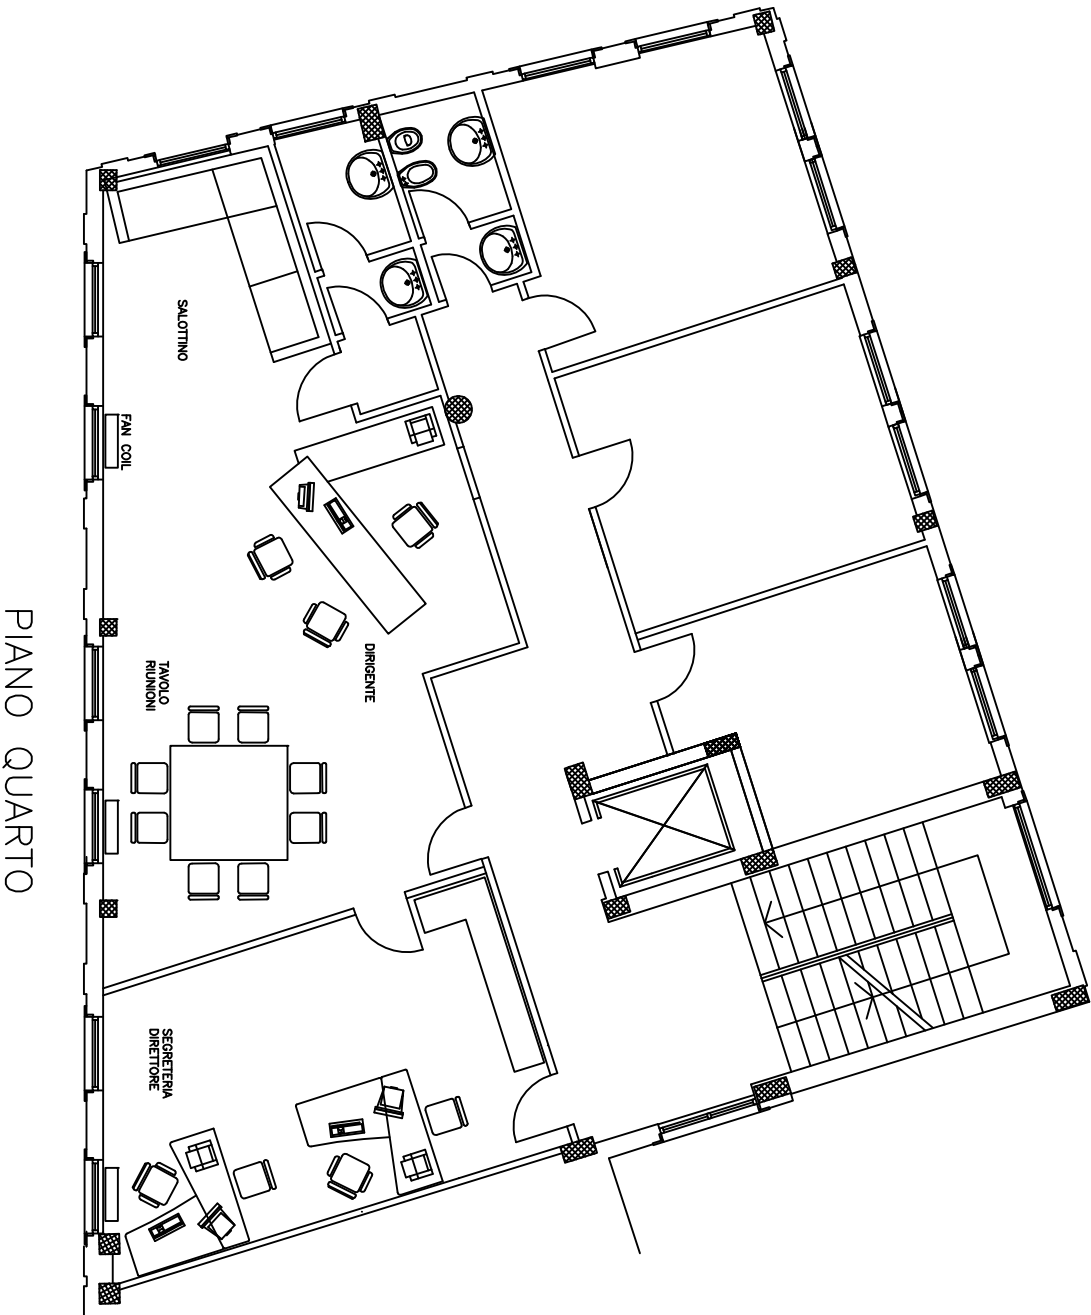 SALOTTINO
FAN COIL
DIRIGENTE
TAVOLO
RIUNIONI
SEGRETERIA
DIRETTORE
PIANO QUARTO